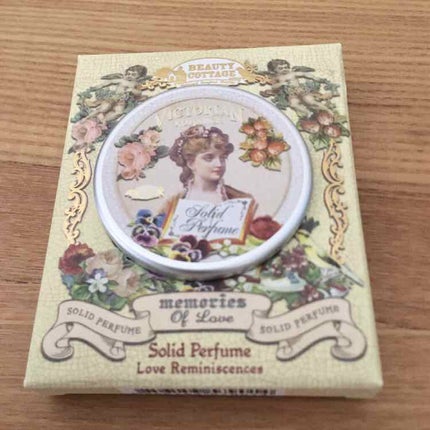 BEAUTY
COTTAGE
VICTORIAN
Solid
Perfume
memories
Of Love
SOLID PERFUME
SOLID PERFUME
Solid Perfume
Love Reminiscences